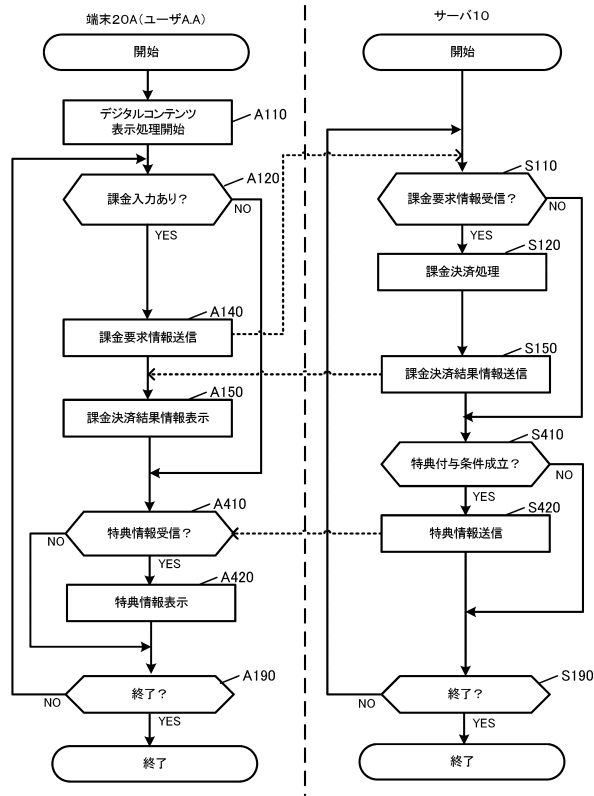 端末20A(ユーザA.A)
開始
デジタルコンテンツ
表示処理開始
A110
課金入力あり?
A120
NO
YES
課金要求情報送信
A140
課金決済結果情報表示
A150
特典情報受信?
A410
NO
YES
特典情報表示
A420
終了?
A190
NO
YES
終了
サーバ10
開始
課金要求情報受信?
S110
NO
YES
課金決済処理
S120
課金決済結果情報送信
S150
特典付与条件成立?
S410
NO
YES
特典情報送信
S420
終了?
S190
NO
YES
終了